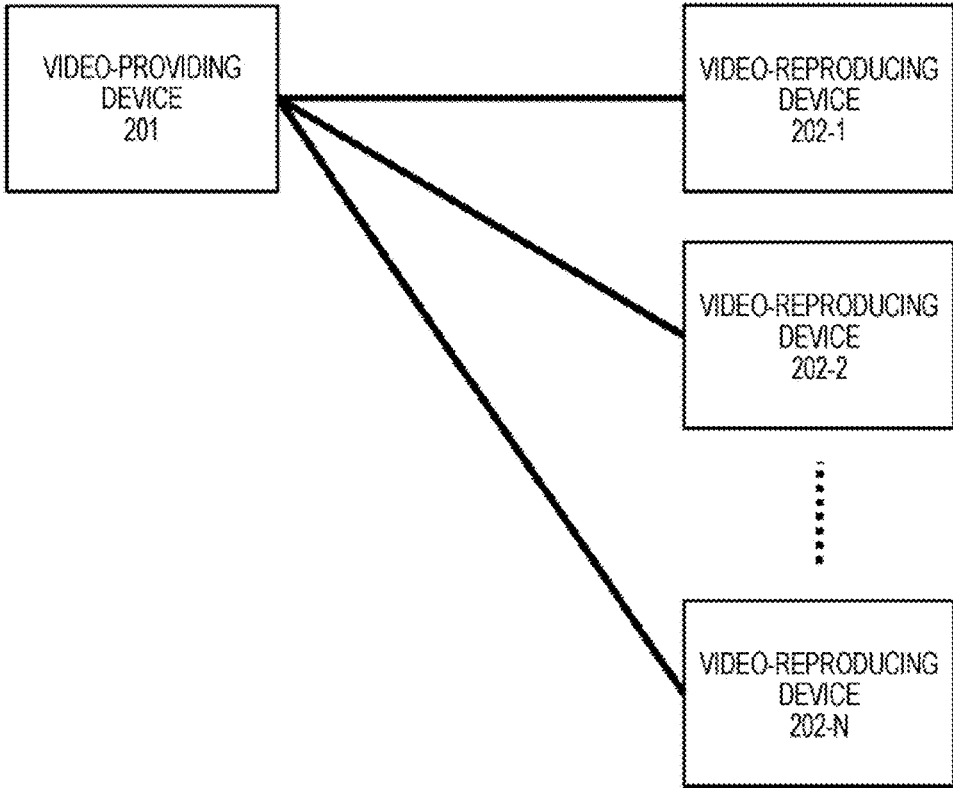 VIDEO-PROVIDING
DEVICE
201
VIDEO-REPRODUCING
DEVICE
202-1
VIDEO-REPRODUCING
DEVICE
202-2
VIDEO-REPRODUCING
DEVICE
202-N